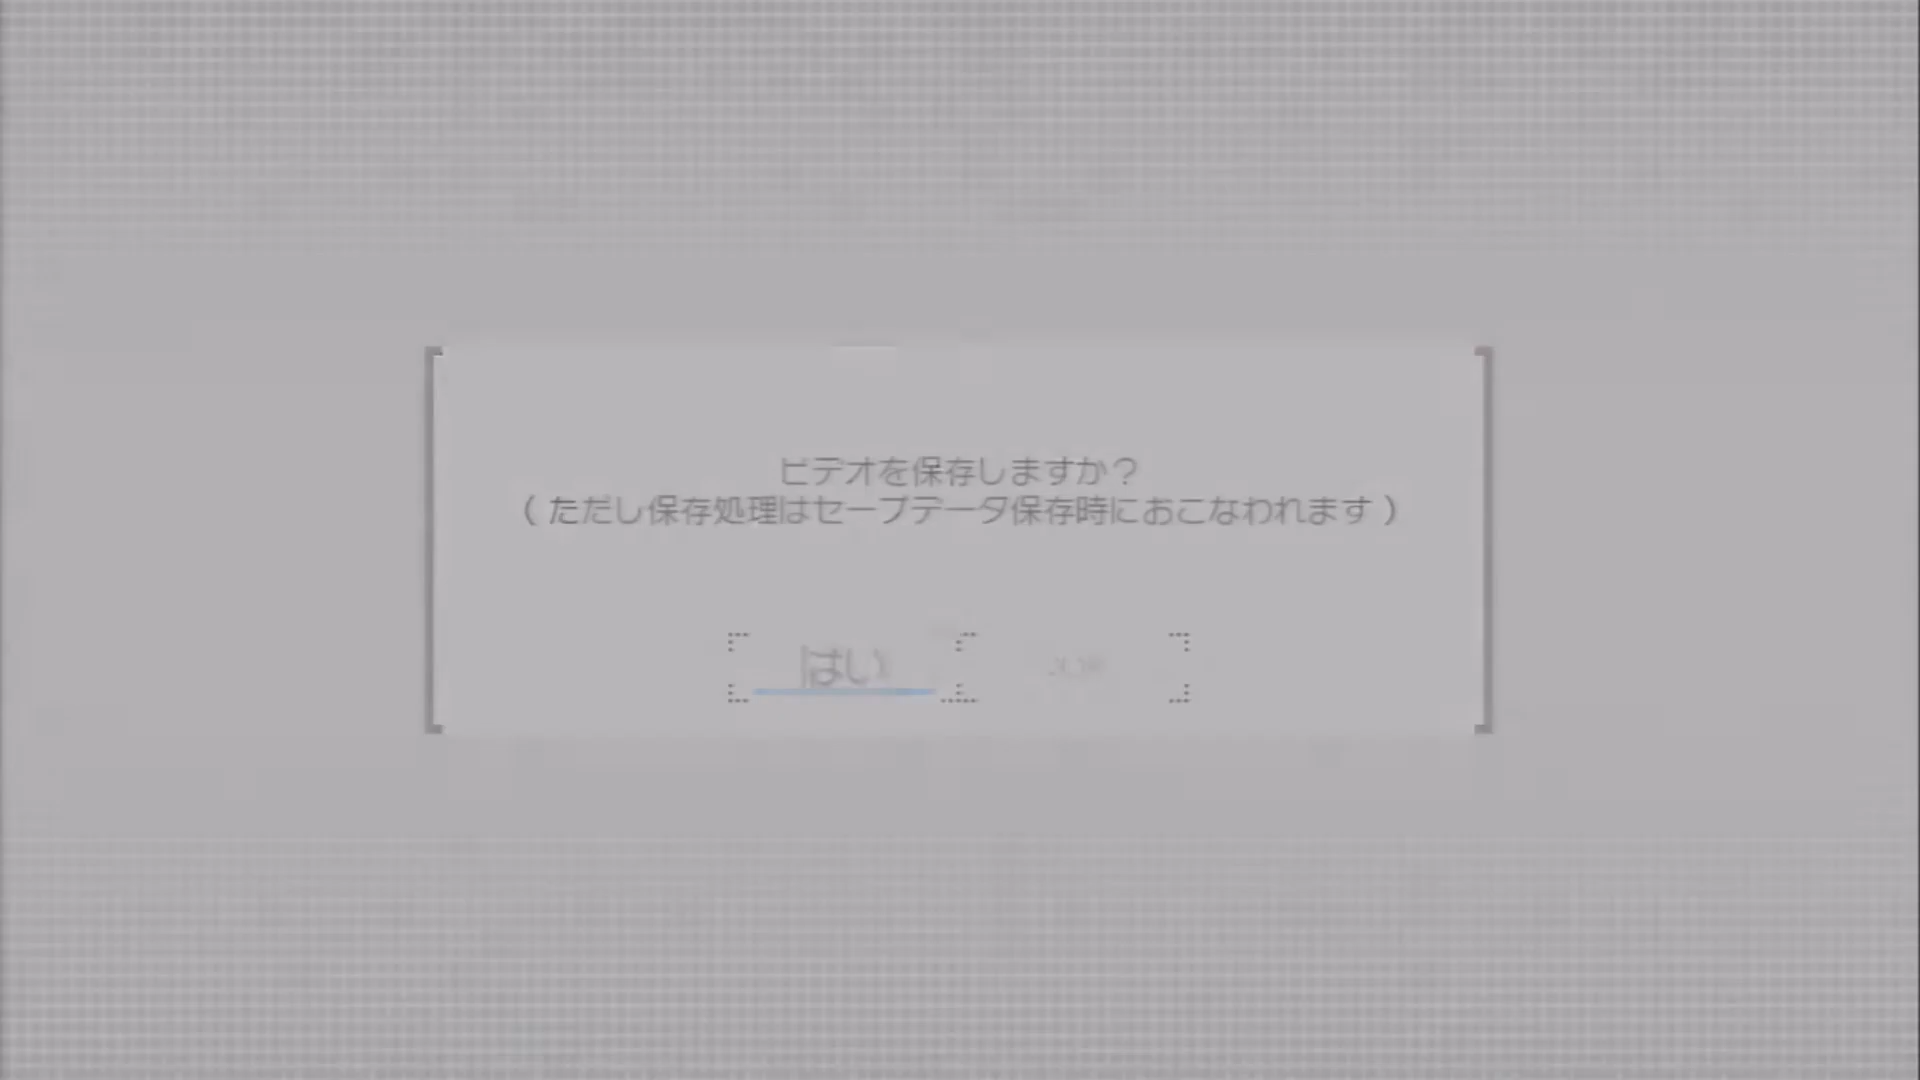 ビデオを保存しますか？
（ただし保存処理はセーブデータ保存時におこなわれます）
はい